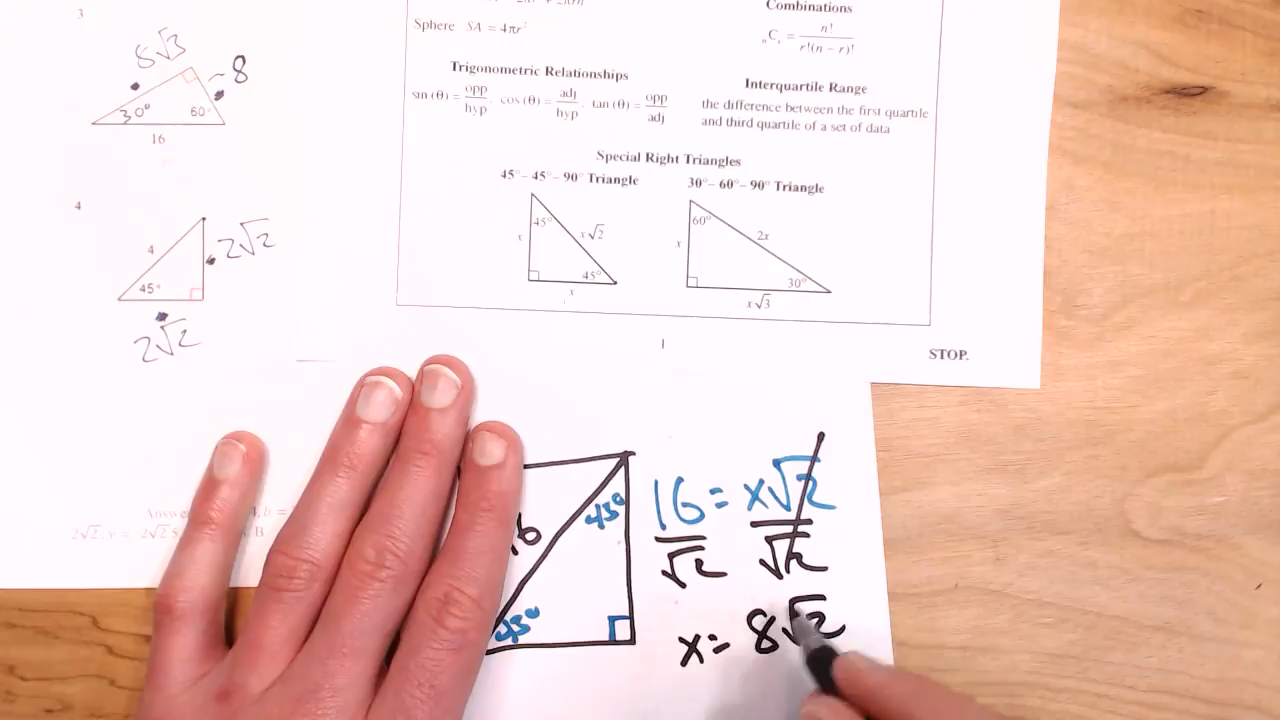 3
8√3
8
30°
60°
16
4
4
2√2
45°
2√2
Sphere SA = 4πr²
Combinations
ₙCᵣ = n! / r!(n − r)!
Trigonometric Relationships
sin (θ) = opp / hyp, cos (θ) = adj / hyp, tan (θ) = opp / adj
Interquartile Range
the difference between the first quartile
and third quartile of a set of data
Special Right Triangles
45° – 45° – 90° Triangle
45°
x
x√2
45°
x
30° – 60° – 90° Triangle
60°
x
2x
30°
x√3
1
STOP.
45°
45°
16 = x√2
√2 √2
x = 8√2